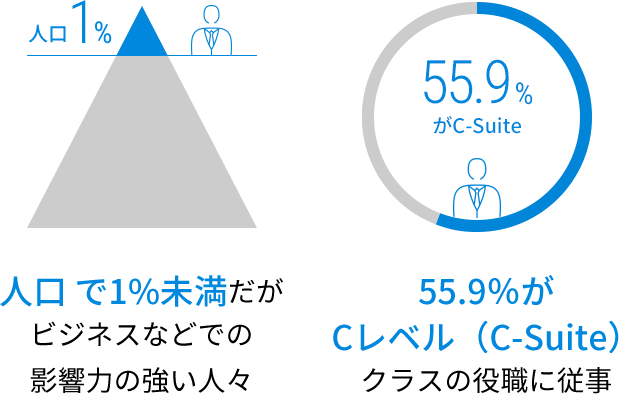 人口1%
55.9%
がC-Suite
人口 で1%未満だが
ビジネスなどでの
影響力の強い人々
55.9%が
Cレベル（C-Suite）
クラスの役職に従事